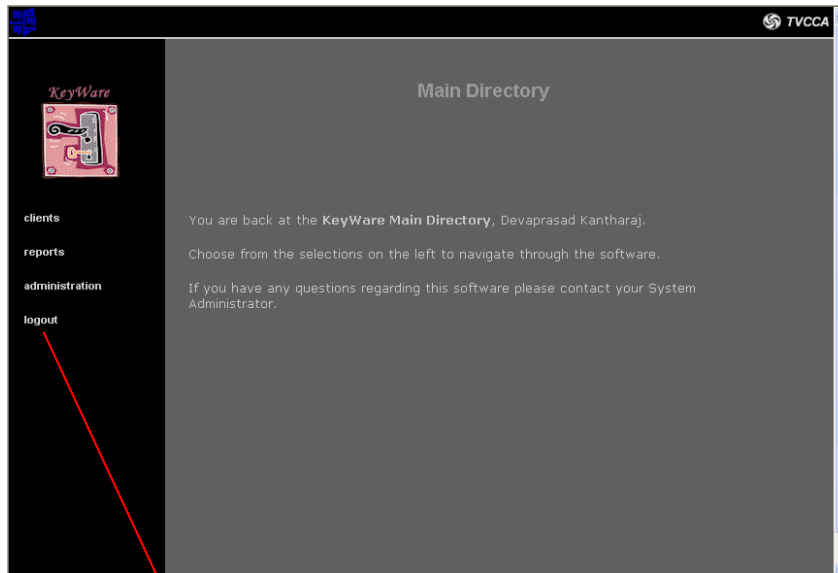 TVCCA
KeyWare
Main Directory
clients
reports
administration
logout
You are back at the KeyWare Main Directory, Devaprasad Kantharaj.
Choose from the selections on the left to navigate through the software.
If you have any questions regarding this software please contact your System
Administrator.